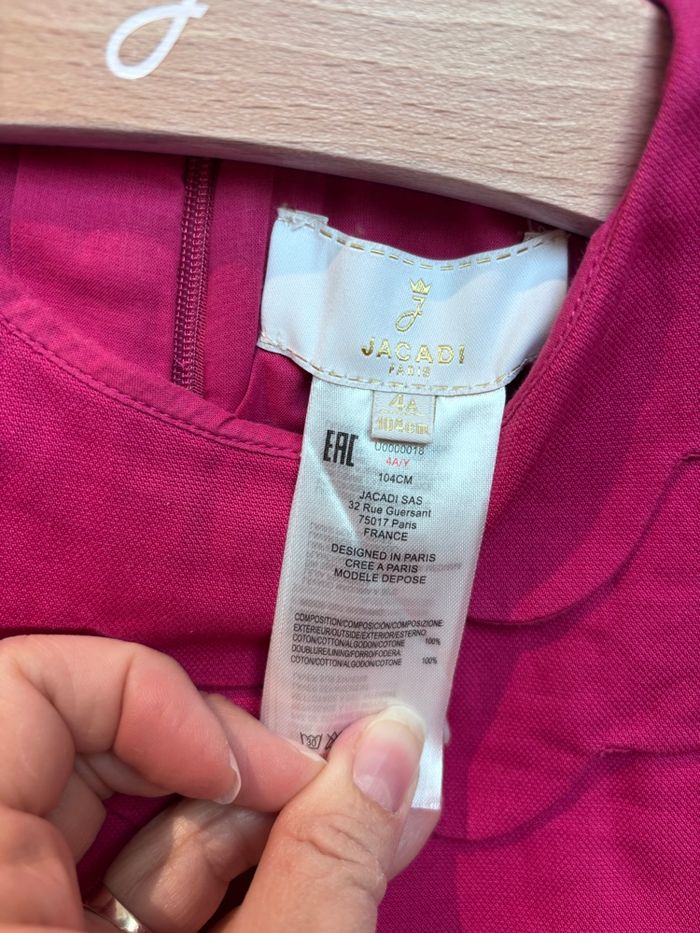 J
J
JACADI
PARIS
4A
104cm
EAC
00000018
4A/Y
104CM
JACADI SAS
32 Rue Guersant
75017 Paris
FRANCE
DESIGNED IN PARIS
CREE A PARIS
MODELE DEPOSE
COMPOSITION/COMPOSICIÓN/COMPOSIZIONE
EXTERIEUR/OUTSIDE/EXTERIOR/ESTERNO
COTON/COTTON/ALGODON/COTONE 100%
DOUBLURE/LINING/FORRO/FODERA:
COTON/COTTON/ALGODON/COTONE 100%
30